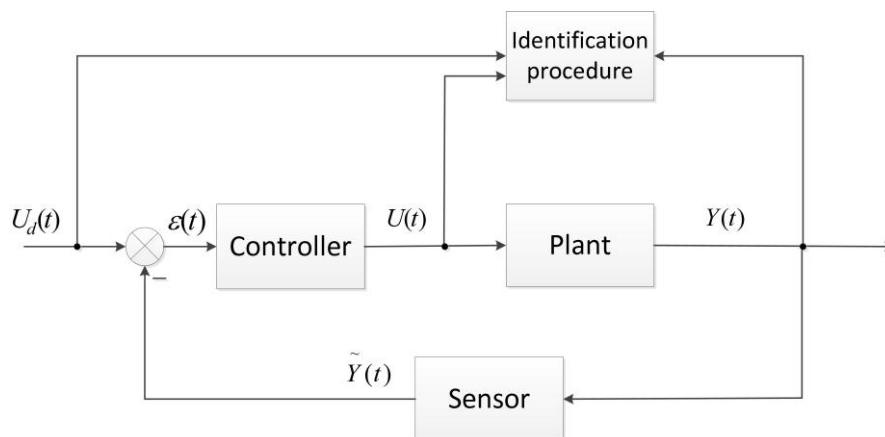 Identification
procedure
U_d(t)
ε(t)
Controller
U(t)
Plant
Y(t)
−
Ỹ(t)
Sensor